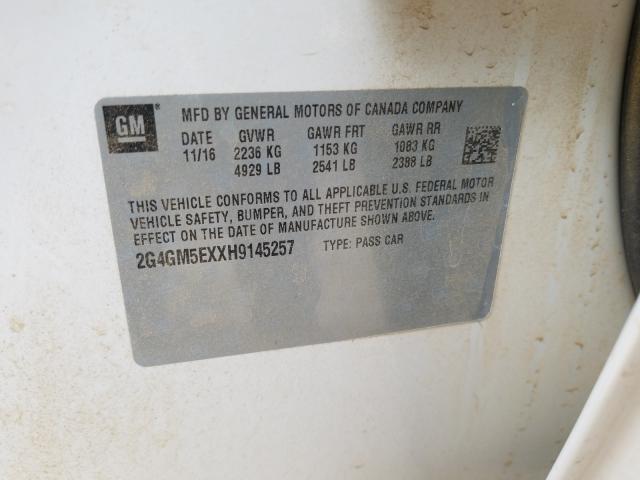 GM ®
MFD BY GENERAL MOTORS OF CANADA COMPANY
DATE GVWR GAWR FRT GAWR RR
11/16 2236 KG 1153 KG 1083 KG
4929 LB 2541 LB 2388 LB
THIS VEHICLE CONFORMS TO ALL APPLICABLE U.S. FEDERAL MOTOR
VEHICLE SAFETY, BUMPER, AND THEFT PREVENTION STANDARDS IN
EFFECT ON THE DATE OF MANUFACTURE SHOWN ABOVE.
2G4GM5EXXH9145257 TYPE: PASS CAR